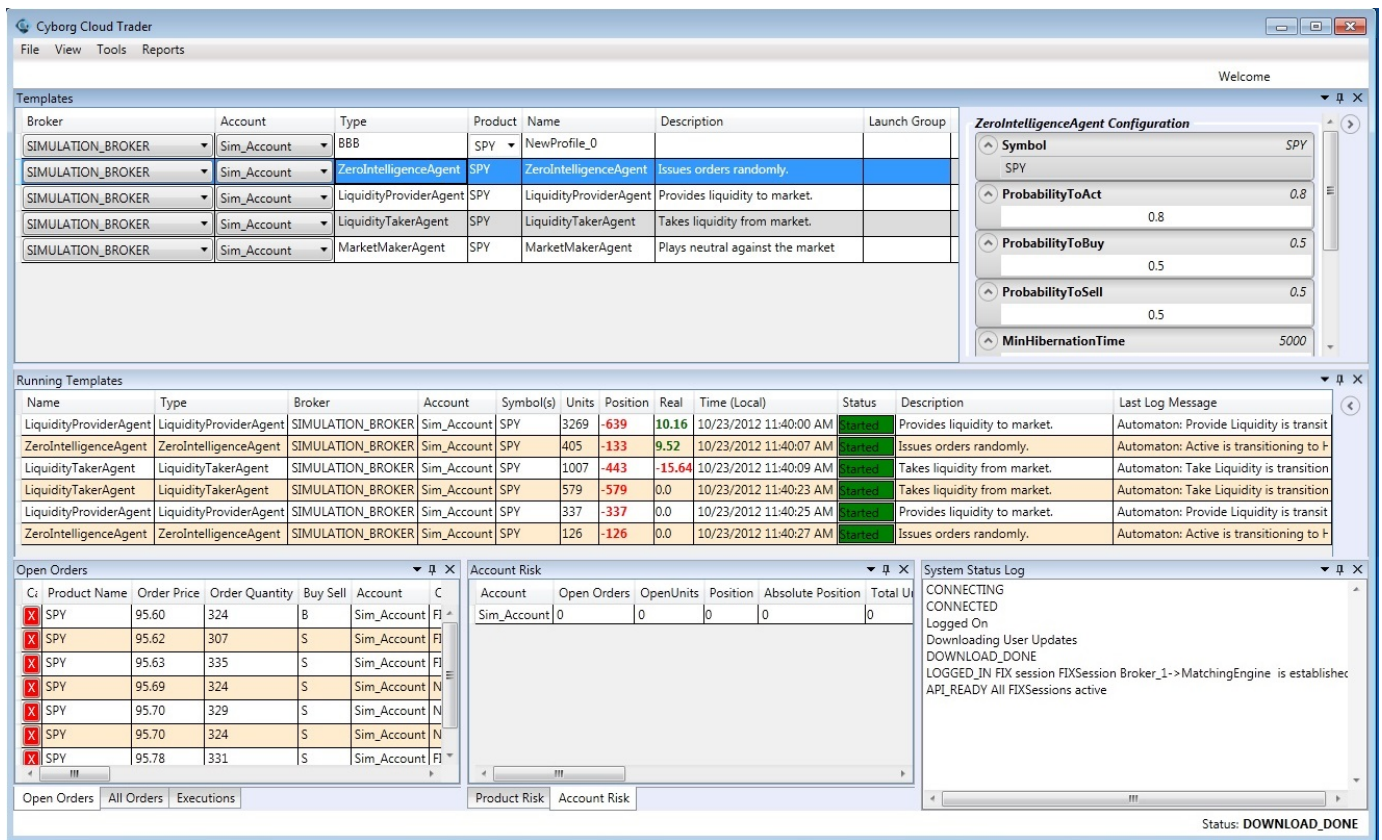 Cyborg Cloud Trader
File View Tools Reports
Welcome
Templates
Broker Account Type Product Name Description Launch Group
SIMULATION_BROKER Sim_Account BBB SPY NewProfile_0
SIMULATION_BROKER Sim_Account ZeroIntelligenceAgent SPY ZeroIntelligenceAgent Issues orders randomly.
SIMULATION_BROKER Sim_Account LiquidityProviderAgent SPY LiquidityProviderAgent Provides liquidity to market.
SIMULATION_BROKER Sim_Account LiquidityTakerAgent SPY LiquidityTakerAgent Takes liquidity from market.
SIMULATION_BROKER Sim_Account MarketMakerAgent SPY MarketMakerAgent Plays neutral against the market
ZeroIntelligenceAgent Configuration
Symbol SPY
SPY
ProbabilityToAct 0.8
0.8
ProbabilityToBuy 0.5
0.5
ProbabilityToSell 0.5
0.5
MinHibernationTime 5000
Running Templates
Name Type Broker Account Symbol(s) Units Position Real Time (Local) Status Description Last Log Message
LiquidityProviderAgent LiquidityProviderAgent SIMULATION_BROKER Sim_Account SPY 3269 -639 10.16 10/23/2012 11:40:00 AM Started Provides liquidity to market. Automaton: Provide Liquidity is transit
ZeroIntelligenceAgent ZeroIntelligenceAgent SIMULATION_BROKER Sim_Account SPY 405 -133 9.52 10/23/2012 11:40:07 AM Started Issues orders randomly. Automaton: Active is transitioning to H
LiquidityTakerAgent LiquidityTakerAgent SIMULATION_BROKER Sim_Account SPY 1007 -443 -15.64 10/23/2012 11:40:09 AM Started Takes liquidity from market. Automaton: Take Liquidity is transition
LiquidityTakerAgent LiquidityTakerAgent SIMULATION_BROKER Sim_Account SPY 579 -579 0.0 10/23/2012 11:40:23 AM Started Takes liquidity from market. Automaton: Take Liquidity is transition
LiquidityProviderAgent LiquidityProviderAgent SIMULATION_BROKER Sim_Account SPY 337 -337 0.0 10/23/2012 11:40:25 AM Started Provides liquidity to market. Automaton: Provide Liquidity is transit
ZeroIntelligenceAgent ZeroIntelligenceAgent SIMULATION_BROKER Sim_Account SPY 126 -126 0.0 10/23/2012 11:40:27 AM Started Issues orders randomly. Automaton: Active is transitioning to H
Open Orders
Ca Product Name Order Price Order Quantity Buy Sell Account C
X SPY 95.60 324 B Sim_Account FI
X SPY 95.62 307 S Sim_Account FI
X SPY 95.63 335 S Sim_Account FI
X SPY 95.69 324 S Sim_Account N
X SPY 95.70 329 S Sim_Account N
X SPY 95.70 324 S Sim_Account N
X SPY 95.78 331 S Sim_Account FI
Open Orders All Orders Executions
Account Risk
Account Open Orders OpenUnits Position Absolute Position Total Un
Sim_Account 0 0 0 0 0
Product Risk Account Risk
System Status Log
CONNECTING
CONNECTED
Logged On
Downloading User Updates
DOWNLOAD_DONE
LOGGED_IN FIX session FIXSession Broker_1->MatchingEngine is established
API_READY All FIXSessions active
Status: DOWNLOAD_DONE